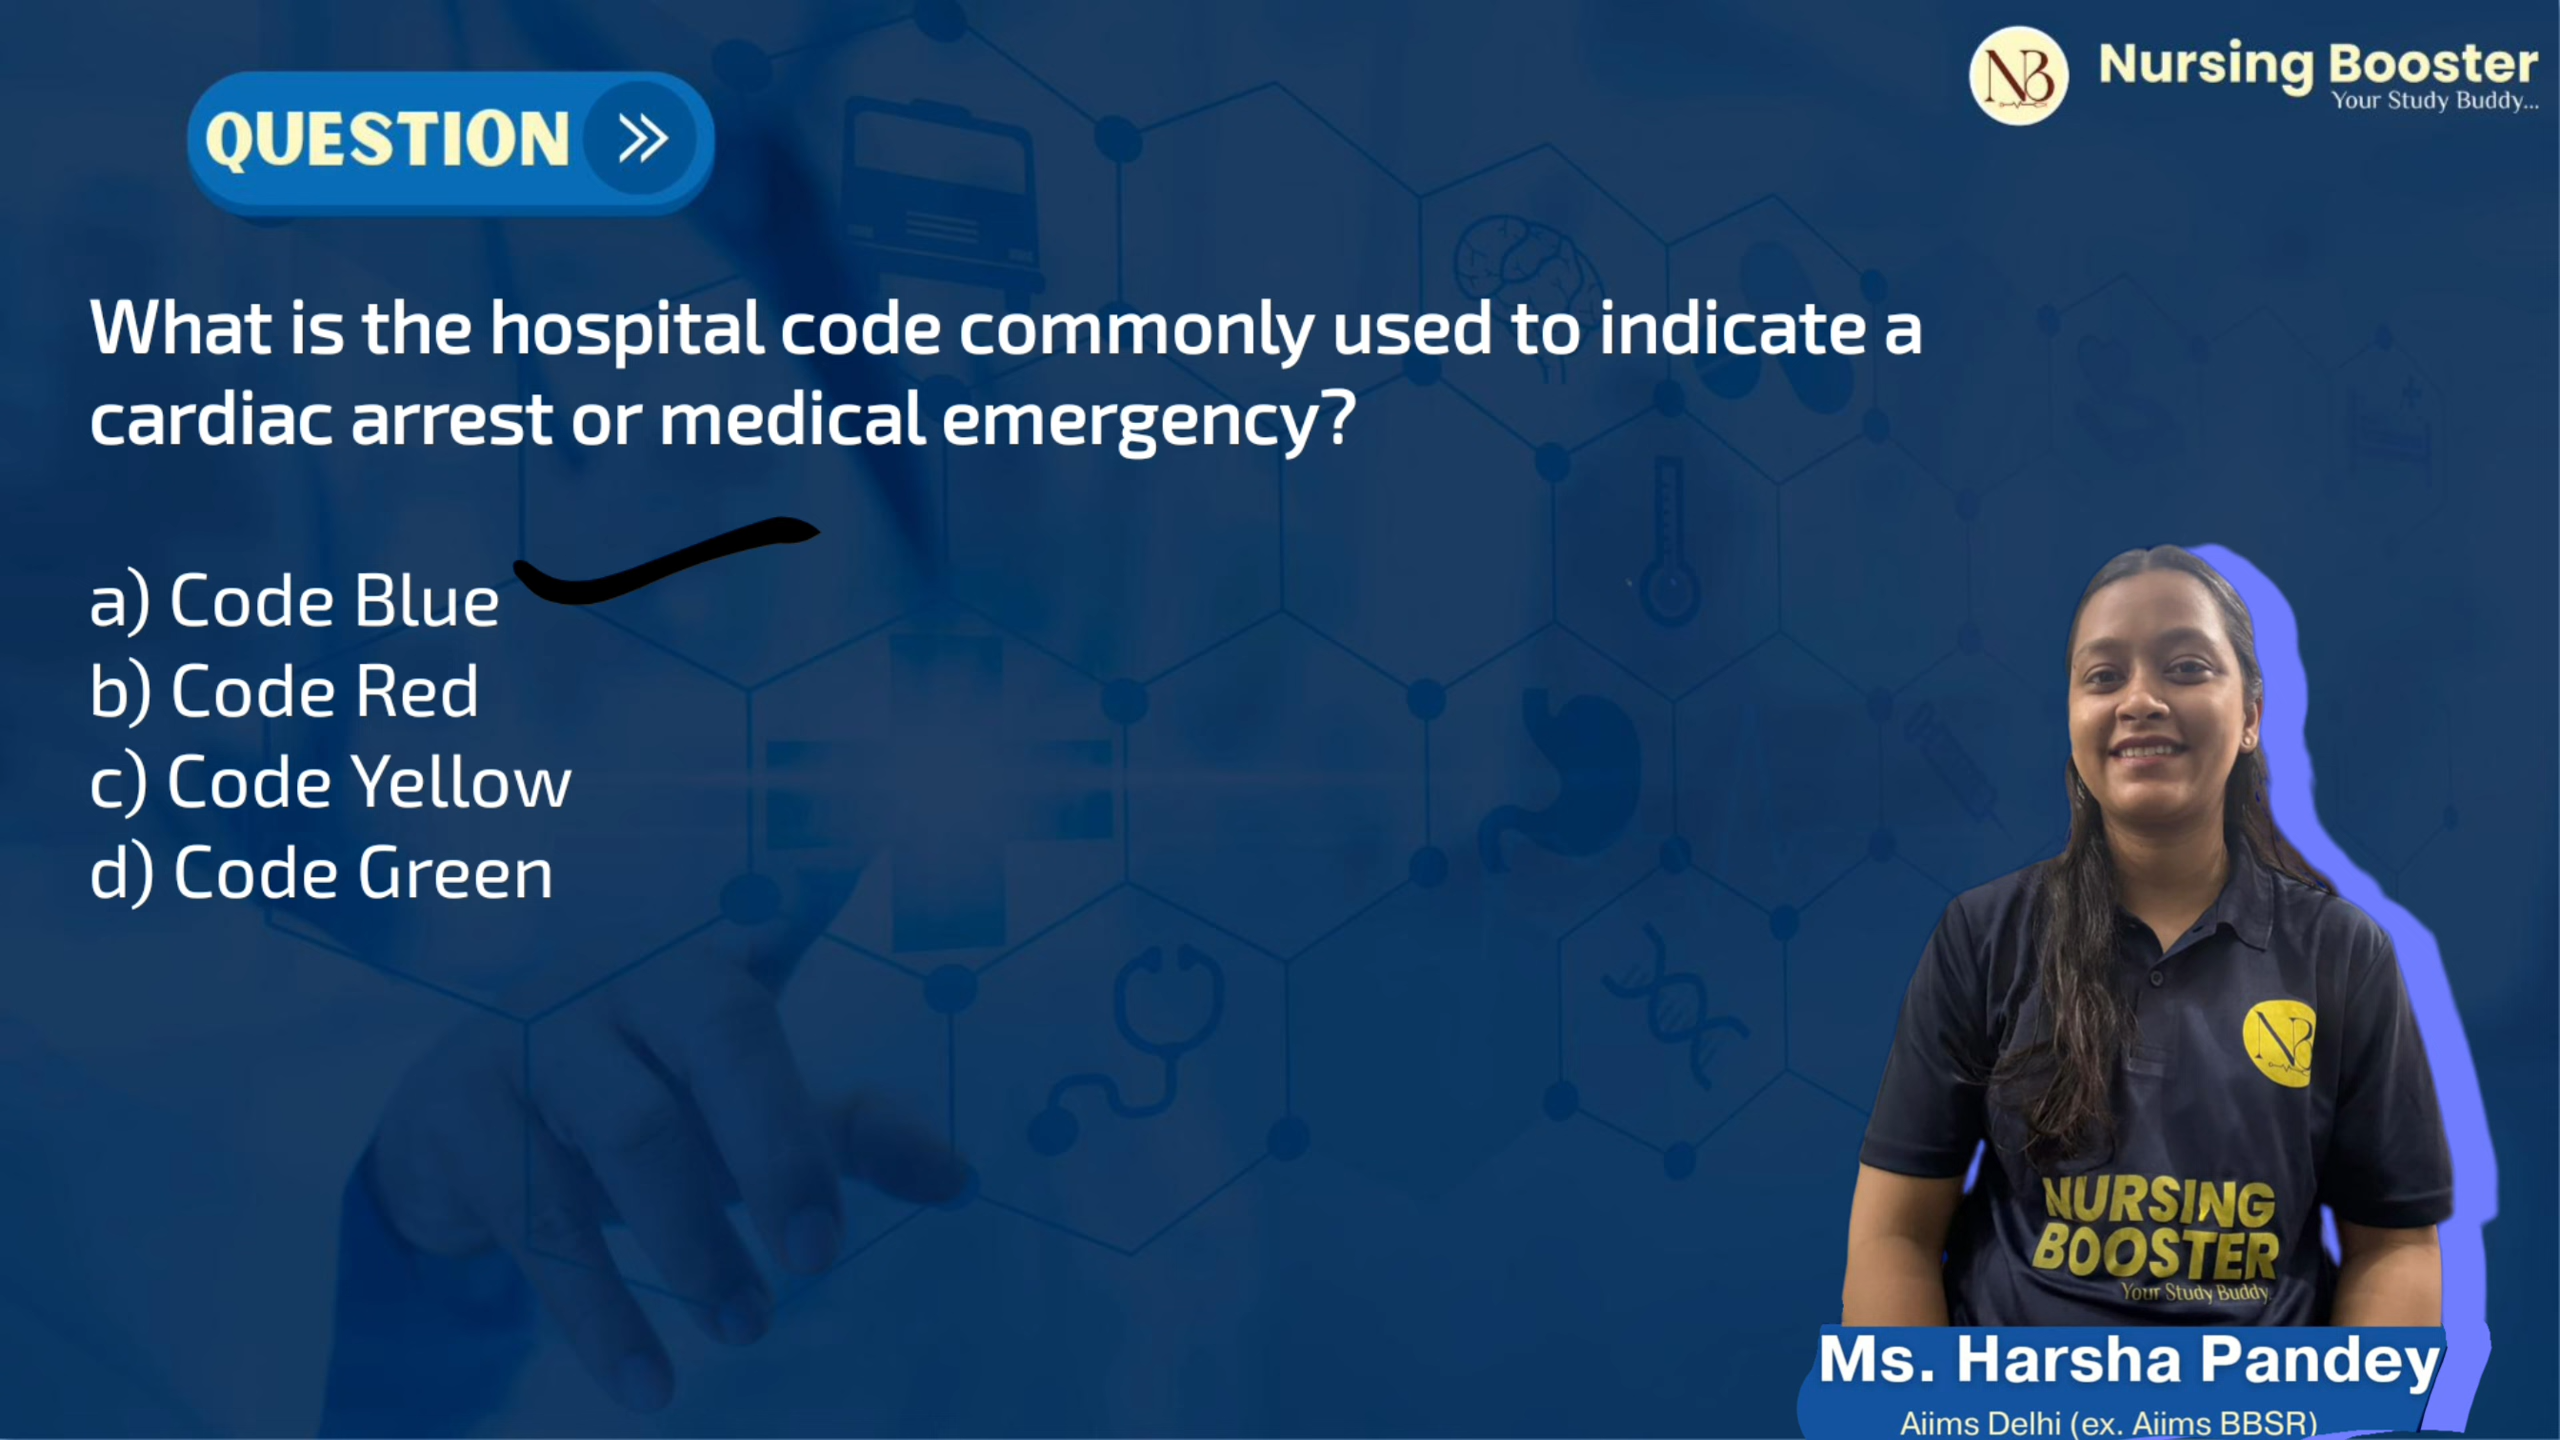 QUESTION
NB
Nursing Booster
Your Study Buddy...
What is the hospital code commonly used to indicate a
cardiac arrest or medical emergency?
a) Code Blue
b) Code Red
c) Code Yellow
d) Code Green
NB
NURSING
BOOSTER
Your Study Buddy.
Ms. Harsha Pandey
Aiims Delhi (ex. Aiims BBSR)